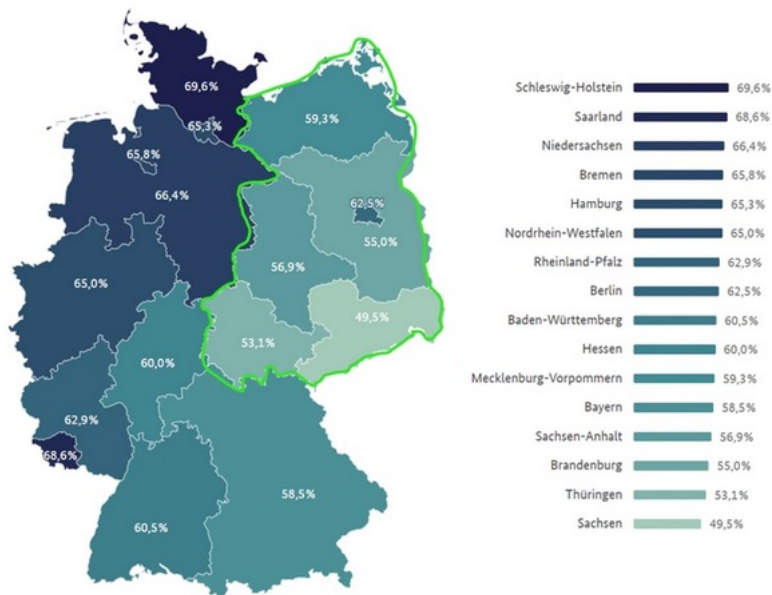 69,6%
59,3%
65,3%
65,8%
66,4%
62,5%
55,0%
56,9%
65,0%
49,5%
53,1%
60,0%
62,9%
68,6%
58,5%
60,5%
Schleswig-Holstein 69,6%
Saarland 68,6%
Niedersachsen 66,4%
Bremen 65,8%
Hamburg 65,3%
Nordrhein-Westfalen 65,0%
Rheinland-Pfalz 62,9%
Berlin 62,5%
Baden-Württemberg 60,5%
Hessen 60,0%
Mecklenburg-Vorpommern 59,3%
Bayern 58,5%
Sachsen-Anhalt 56,9%
Brandenburg 55,0%
Thüringen 53,1%
Sachsen 49,5%